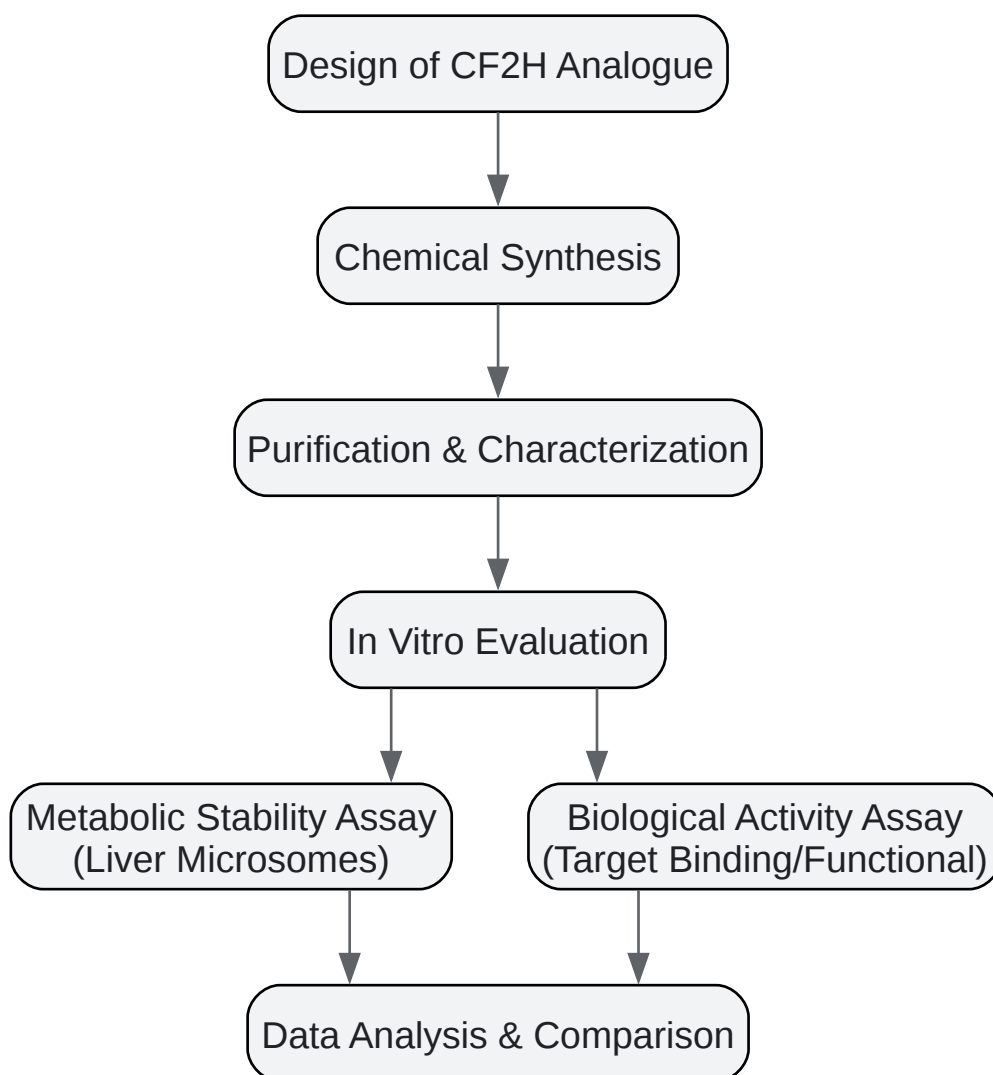 Design of CF2H Analogue
Chemical Synthesis
Purification & Characterization
In Vitro Evaluation
Metabolic Stability Assay
(Liver Microsomes)
Biological Activity Assay
(Target Binding/Functional)
Data Analysis & Comparison